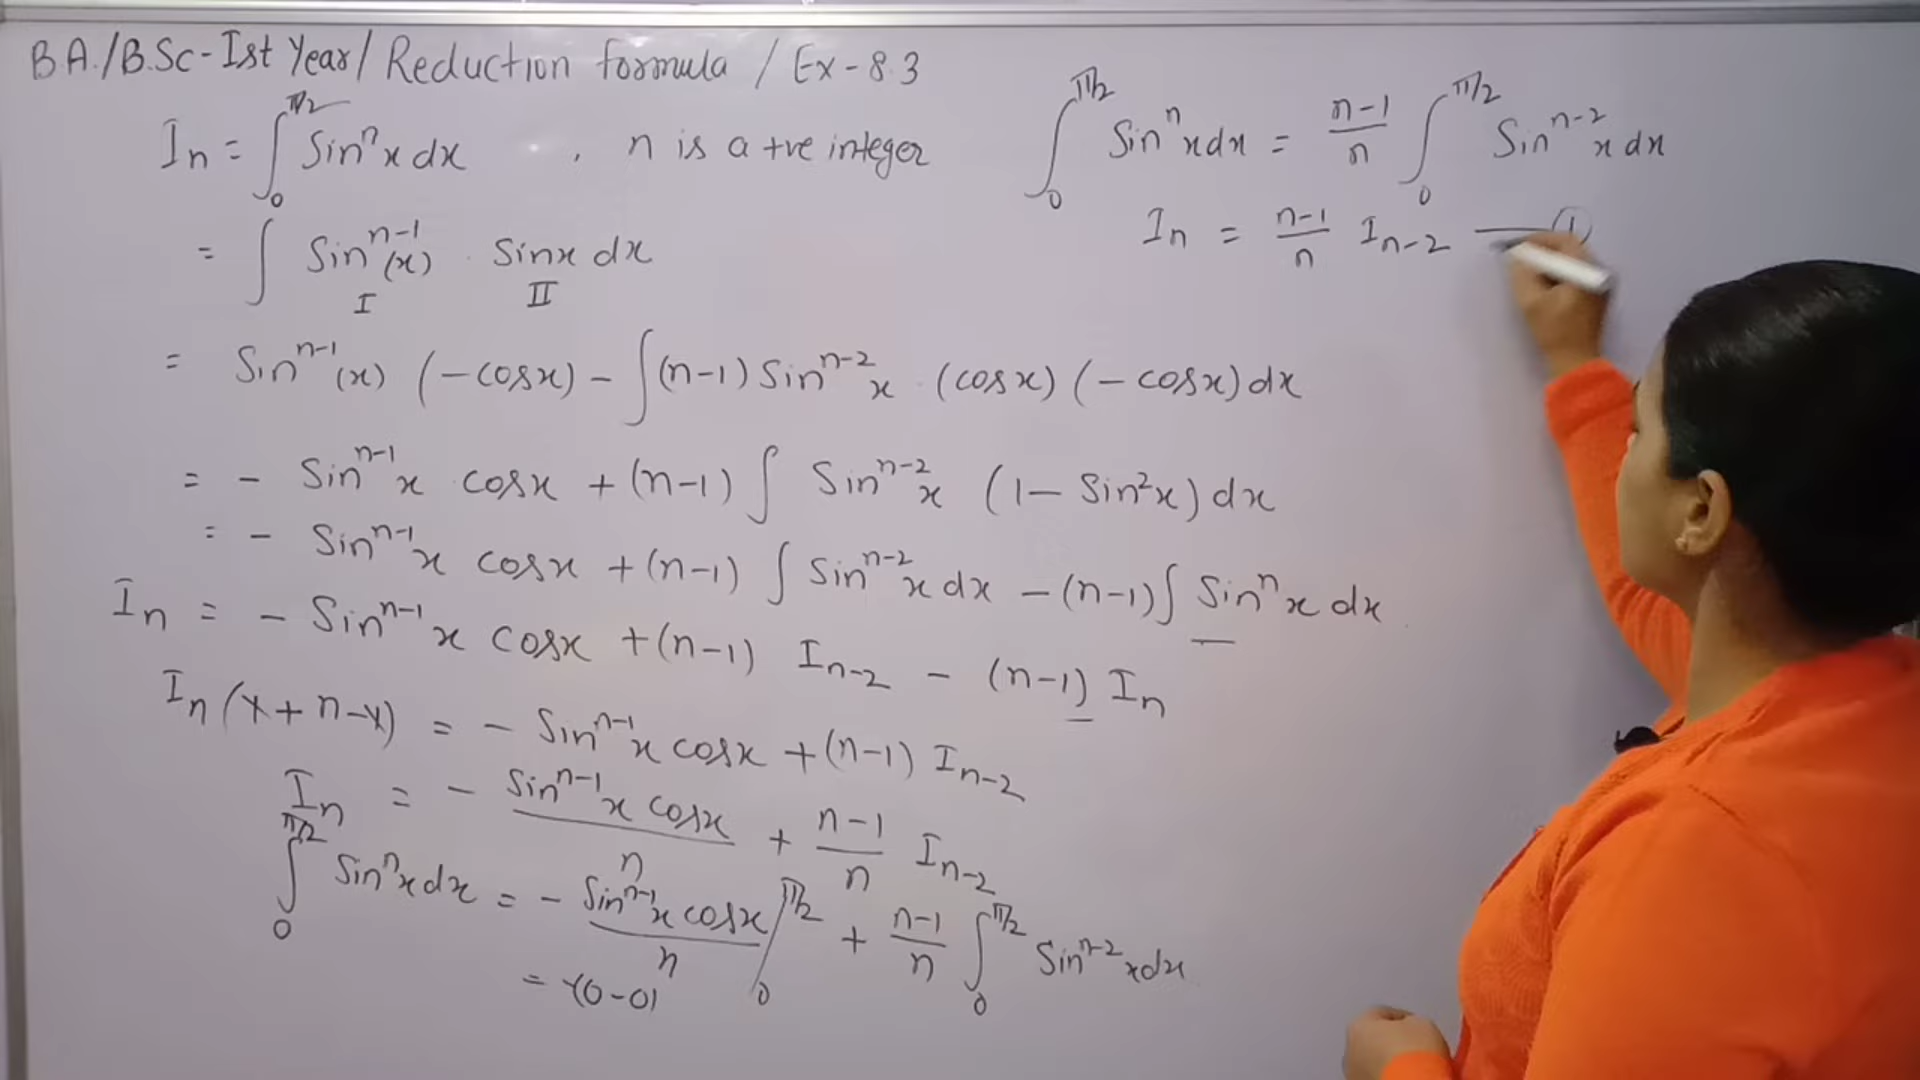 B.A./B.Sc-Ist Year/ Reduction formula / Ex-8.3
Iₙ = ∫₀^π/2 Sinⁿx dx , n is a +ve integer
= ∫ Sinⁿ⁻¹(x) . Sinx dx
I II
= Sinⁿ⁻¹(x) (-cosx) - ∫(n-1) Sinⁿ⁻²x . (cosx) (-cosx) dx
= - Sinⁿ⁻¹x cosx + (n-1) ∫ Sinⁿ⁻²x (1 - Sin²x) dx
= - Sinⁿ⁻¹x cosx + (n-1) ∫ Sinⁿ⁻²x dx - (n-1) ∫ Sinⁿx dx
Iₙ = - Sinⁿ⁻¹x cosx + (n-1) Iₙ₋₂ - (n-1) Iₙ
Iₙ (1 + n - 1) = - Sinⁿ⁻¹x cosx + (n-1) Iₙ₋₂
Iₙ = - Sinⁿ⁻¹x cosx / n + n-1 / n Iₙ₋₂
∫₀^π/2 Sinⁿx dx = - Sinⁿ⁻¹x cosx / n /₀^π/2 + n-1 / n ∫₀^π/2 Sinⁿ⁻²x dx
= -(0-0)
∫₀^π/2 Sinⁿx dx = n-1 / n ∫₀^π/2 Sinⁿ⁻²x dx
Iₙ = n-1 / n Iₙ₋₂ — ①